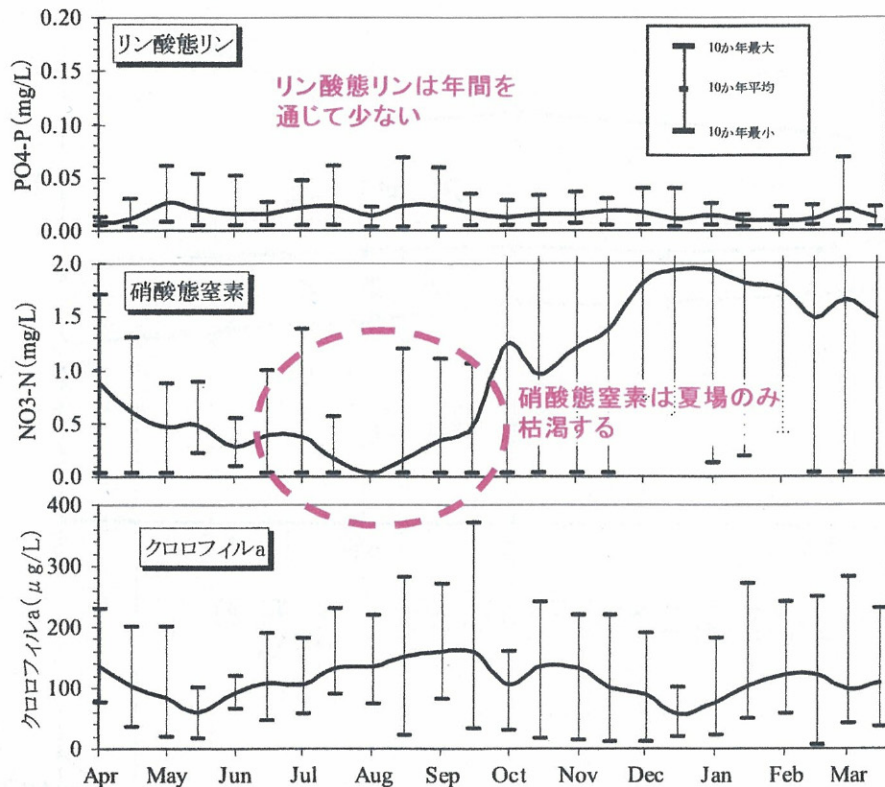 0.20
リン酸態リン
0.15
0.10
0.05
0.00
PO4-P (mg/L)
リン酸態リンは年間を
通じて少ない
10か年最大
10か年平均
10か年最小
2.0
硝酸態窒素
1.5
1.0
0.5
0.0
NO3-N (mg/L)
硝酸態窒素は夏場のみ
枯渇する
400
クロロフィルa
300
200
100
0
クロロフィルa (μg/L)
Apr May Jun Jul Aug Sep Oct Nov Dec Jan Feb Mar